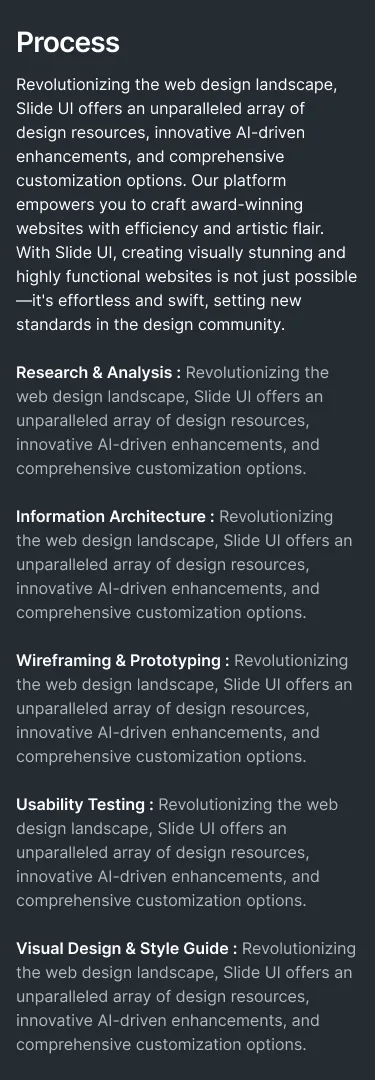 Process
Revolutionizing the web design landscape,
Slide UI offers an unparalleled array of
design resources, innovative AI-driven
enhancements, and comprehensive
customization options. Our platform
empowers you to craft award-winning
websites with efficiency and artistic flair.
With Slide UI, creating visually stunning and
highly functional websites is not just possible
—it's effortless and swift, setting new
standards in the design community.
Research & Analysis : Revolutionizing the
web design landscape, Slide UI offers an
unparalleled array of design resources,
innovative AI-driven enhancements, and
comprehensive customization options.
Information Architecture : Revolutionizing
the web design landscape, Slide UI offers an
unparalleled array of design resources,
innovative AI-driven enhancements, and
comprehensive customization options.
Wireframing & Prototyping : Revolutionizing
the web design landscape, Slide UI offers an
unparalleled array of design resources,
innovative AI-driven enhancements, and
comprehensive customization options.
Usability Testing : Revolutionizing the web
design landscape, Slide UI offers an
unparalleled array of design resources,
innovative AI-driven enhancements, and
comprehensive customization options.
Visual Design & Style Guide : Revolutionizing
the web design landscape, Slide UI offers an
unparalleled array of design resources,
innovative AI-driven enhancements, and
comprehensive customization options.